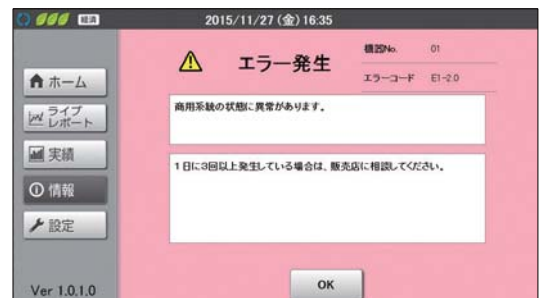 経済
2015/11/27 (金) 16:35
エラー発生
機器No. 01
エラーコード E1-2.0
ホーム
ライブ
レポート
実績
情報
設定
商用系統の状態に異常があります。
1日に3回以上発生している場合は、販売店に相談してください。
OK
Ver 1.0.1.0